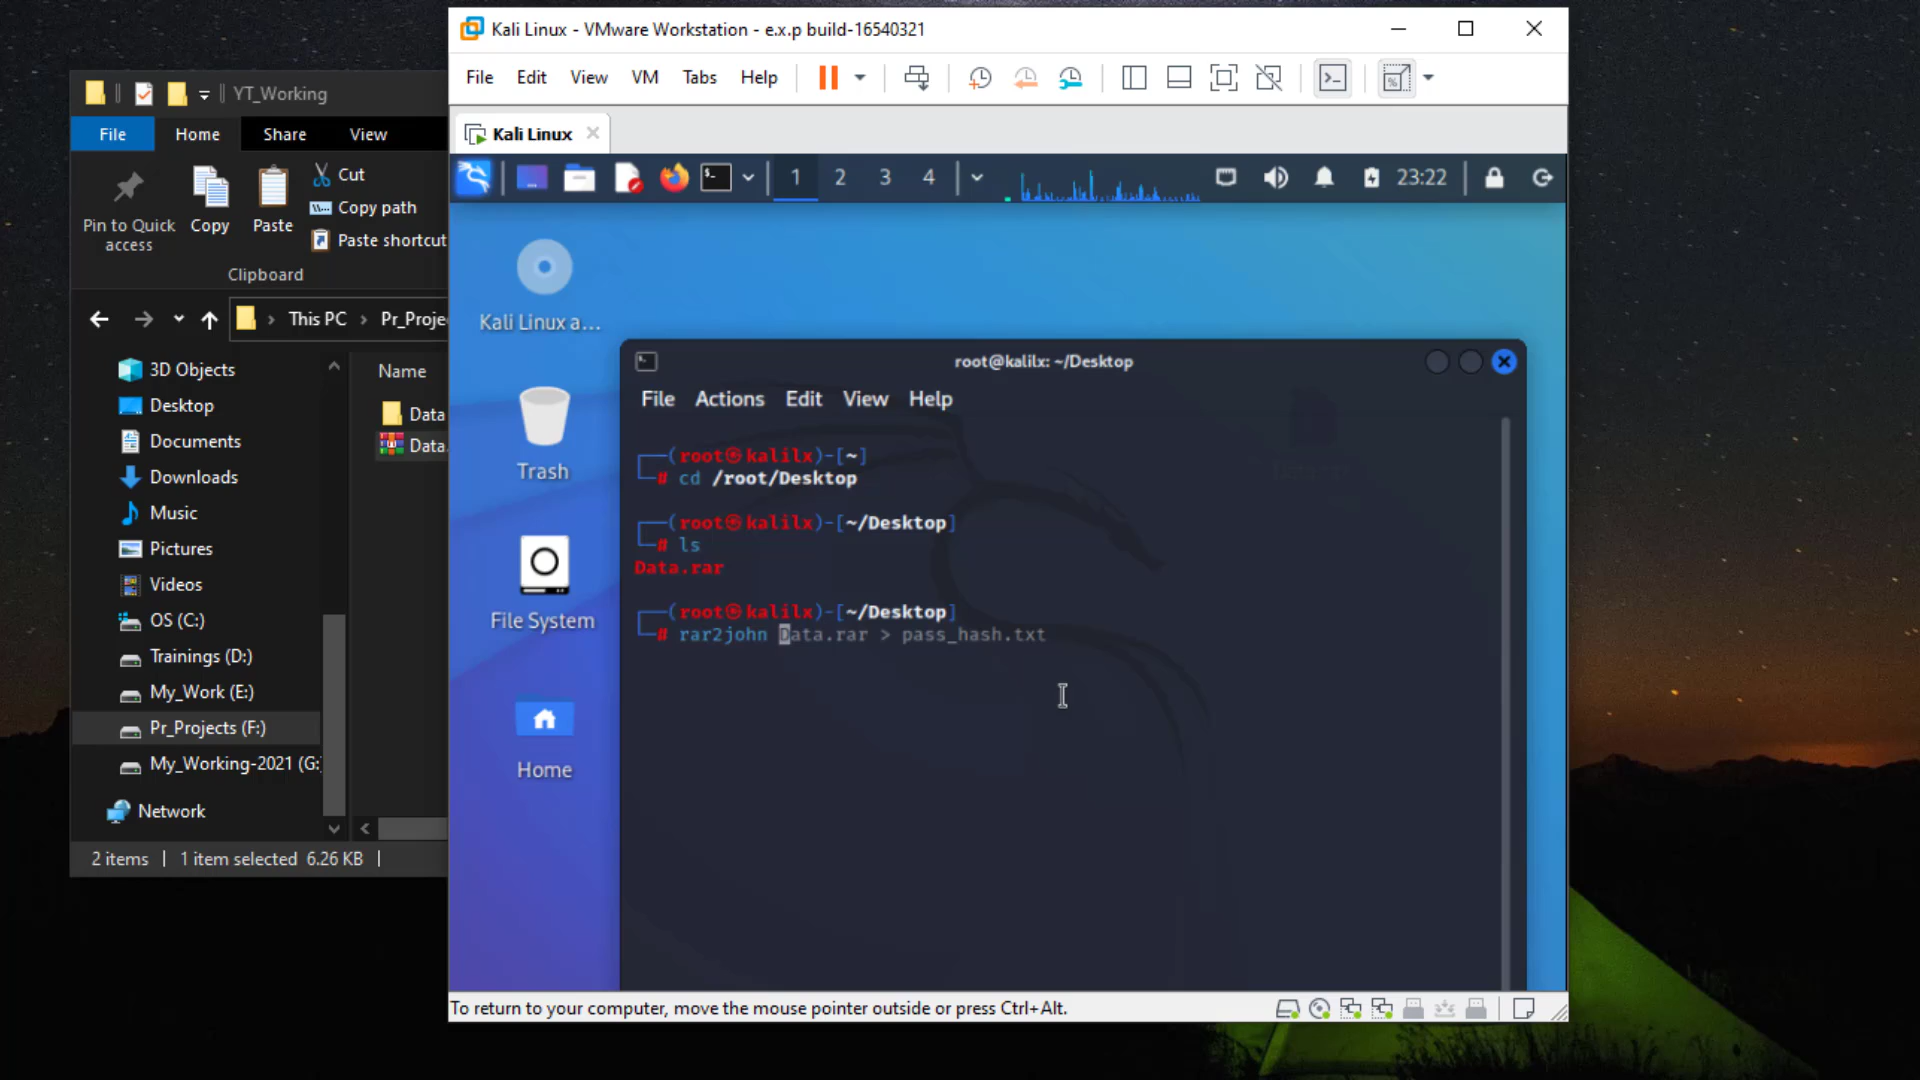 Kali Linux - VMware Workstation - e.x.p build-16540321
File Edit View VM Tabs Help
Kali Linux
1 2 3 4 23:22
YT_Working
File Home Share View
Pin to Quick access
Copy
Paste
Cut
Copy path
Paste shortcut
Clipboard
This PC > Pr_Proje
3D Objects
Desktop
Documents
Downloads
Music
Pictures
Videos
OS (C:)
Trainings (D:)
My_Work (E:)
Pr_Projects (F:)
My_Working-2021 (G:
Network
Name
Data
Data.
2 items | 1 item selected 6.26 KB |
Kali Linux a...
Trash
File System
Home
root@kalilx: ~/Desktop
File Actions Edit View Help
┌──(root㉿kalilx)-[~]
└─# cd /root/Desktop
┌──(root㉿kalilx)-[~/Desktop]
└─# ls
Data.rar
┌──(root㉿kalilx)-[~/Desktop]
└─# rar2john Data.rar > pass_hash.txt
To return to your computer, move the mouse pointer outside or press Ctrl+Alt.